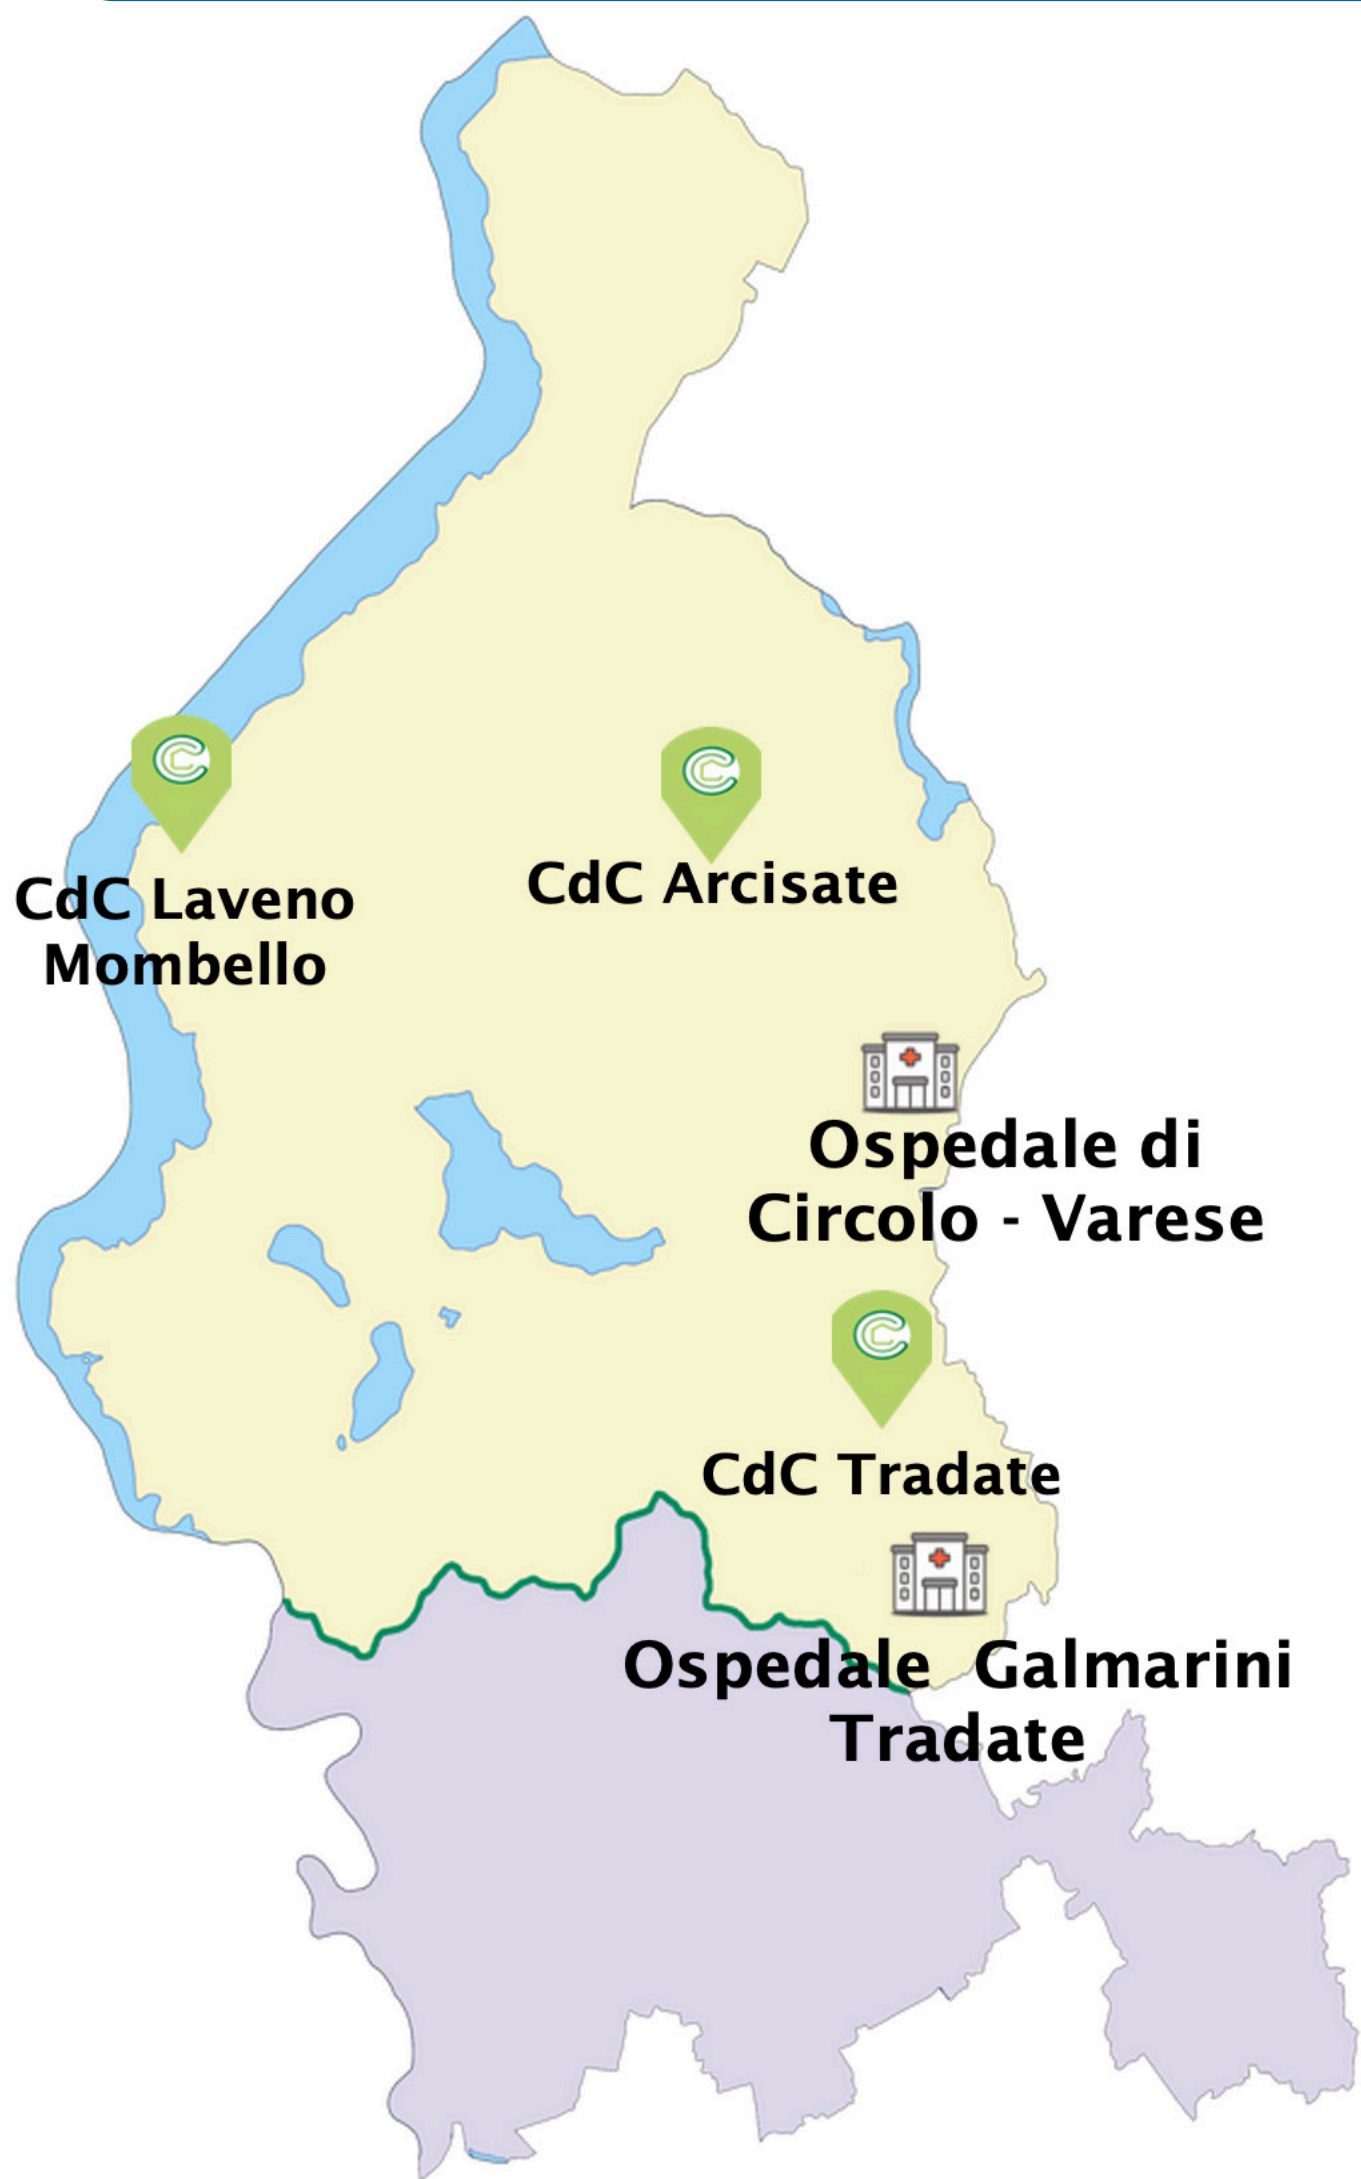 CdC Laveno
Mombello
CdC Arcisate
Ospedale di
Circolo - Varese
CdC Tradate
Ospedale Galmarini
Tradate